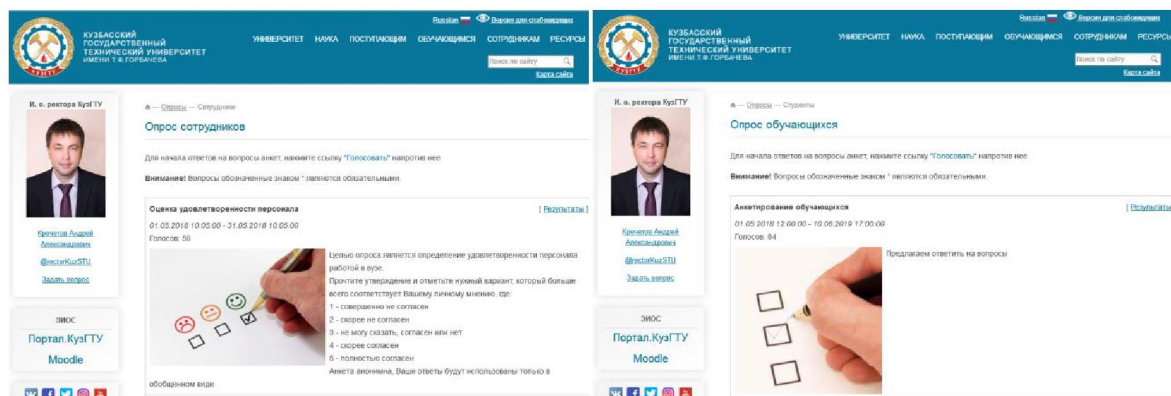 Russian Версия для слабовидящих
КУЗБАССКИЙ
ГОСУДАРСТВЕННЫЙ
ТЕХНИЧЕСКИЙ УНИВЕРСИТЕТ
ИМЕНИ Т.Ф.ГОРБАЧЕВА
УНИВЕРСИТЕТ НАУКА ПОСТУПАЮЩИМ ОБУЧАЮЩИМСЯ СОТРУДНИКАМ РЕСУРСЫ
Поиск по сайту
Карта сайта
И. о. ректора КузГТУ
Кречетов Андрей
Александрович
@rectorKuzSTU
Задать вопрос
ЭИОС
Портал.КузГТУ
Moodle
— Опросы — Сотрудники
Опрос сотрудников
Для начала ответов на вопросы анкет, нажмите ссылку "Голосовать" напротив нее
Внимание! Вопросы обозначенные знаком * являются обязательными.
Оценка удовлетворенности персонала [ Результаты ]
01.05.2018 10:05:00 - 31.05.2018 10:05:00
Голосов: 58
Целью опроса является определение удовлетворенности персонала
работой в вузе.
Прочтите утверждение и отметьте нужный вариант, который больше
всего соответствует Вашему личному мнению, где:
1 - совершенно не согласен
2 - скорее не согласен
3 - не могу сказать, согласен или нет
4 - скорее согласен
5 - полностью согласен
Анкета анонимна, Ваши ответы будут использованы только в
обобщенном виде
Russian Версия для слабовидящих
КУЗБАССКИЙ
ГОСУДАРСТВЕННЫЙ
ТЕХНИЧЕСКИЙ УНИВЕРСИТЕТ
ИМЕНИ Т.Ф.ГОРБАЧЕВА
УНИВЕРСИТЕТ НАУКА ПОСТУПАЮЩИМ ОБУЧАЮЩИМСЯ СОТРУДНИКАМ РЕСУРСЫ
Поиск по сайту
Карта сайта
И. о. ректора КузГТУ
Кречетов Андрей
Александрович
@rectorKuzSTU
Задать вопрос
ЭИОС
Портал.КузГТУ
Moodle
— Опросы — Студенты
Опрос обучающихся
Для начала ответов на вопросы анкет, нажмите ссылку "Голосовать" напротив нее
Внимание! Вопросы обозначенные знаком * являются обязательными.
Анкетирование обучающихся [ Результаты
01.05.2018 12:00:00 - 10.06.2019 17:00:00
Голосов: 84
Предлагаем ответить на вопросы